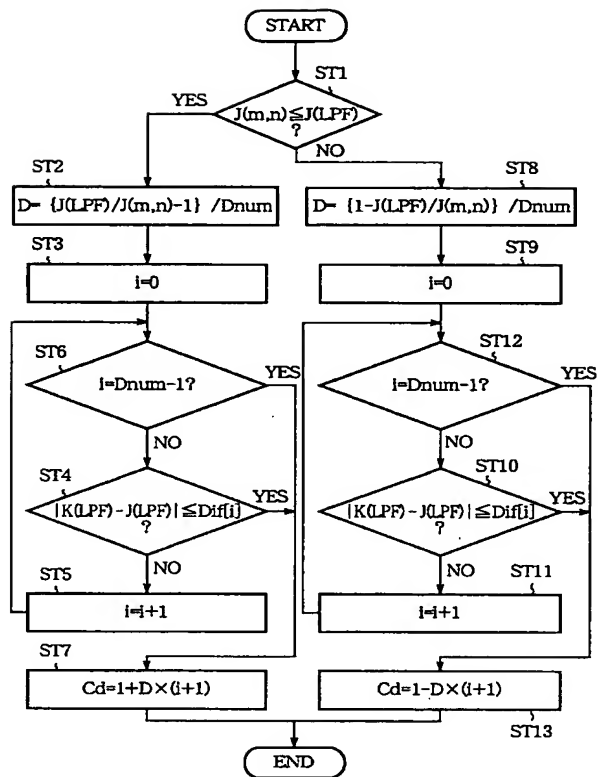 START
ST1
J(m,n)≦J(LPF)
?
YES
NO
ST2
D= {J(LPF)/J(m,n)-1} /Dnum
ST8
D= {1-J(LPF)/J(m,n)} /Dnum
ST3
i=0
ST9
i=0
ST6
i=Dnum-1?
YES
NO
ST12
i=Dnum-1?
YES
NO
ST4
|K(LPF)-J(LPF)|≦Dif[i]
?
YES
NO
ST10
|K(LPF)-J(LPF)|≦Dif[i]
?
YES
NO
ST5
i=i+1
ST11
i=i+1
ST7
Cd=1+D×(i+1)
Cd=1-D×(i+1)
ST13
END